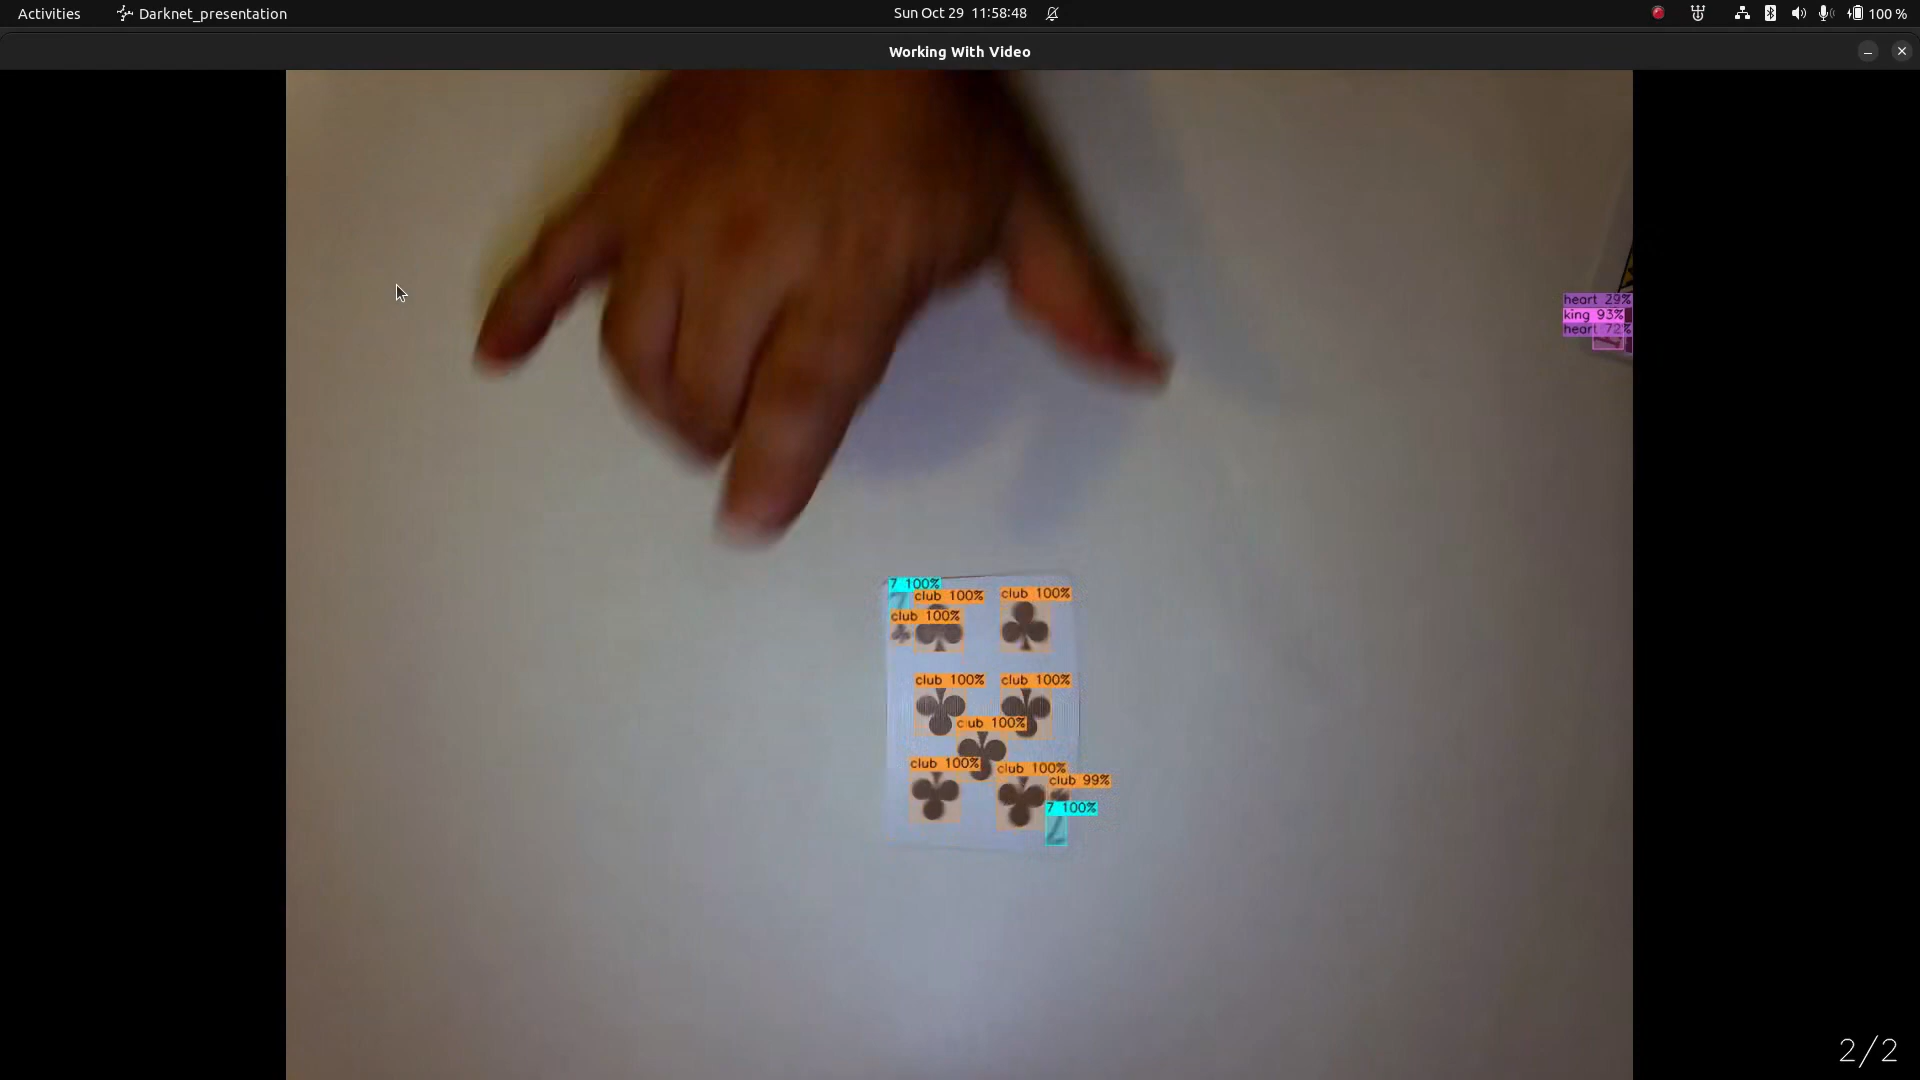 Activities Darknet_presentation Sun Oct 29 11:58:48 100 %
Working With Video
heart 29%
king 93%
heart 72%
7 100%
club 100%
club 100%
club 100%
club 100%
club 100%
club 100%
club 100%
club 100%
club 99%
7 100%
2/2